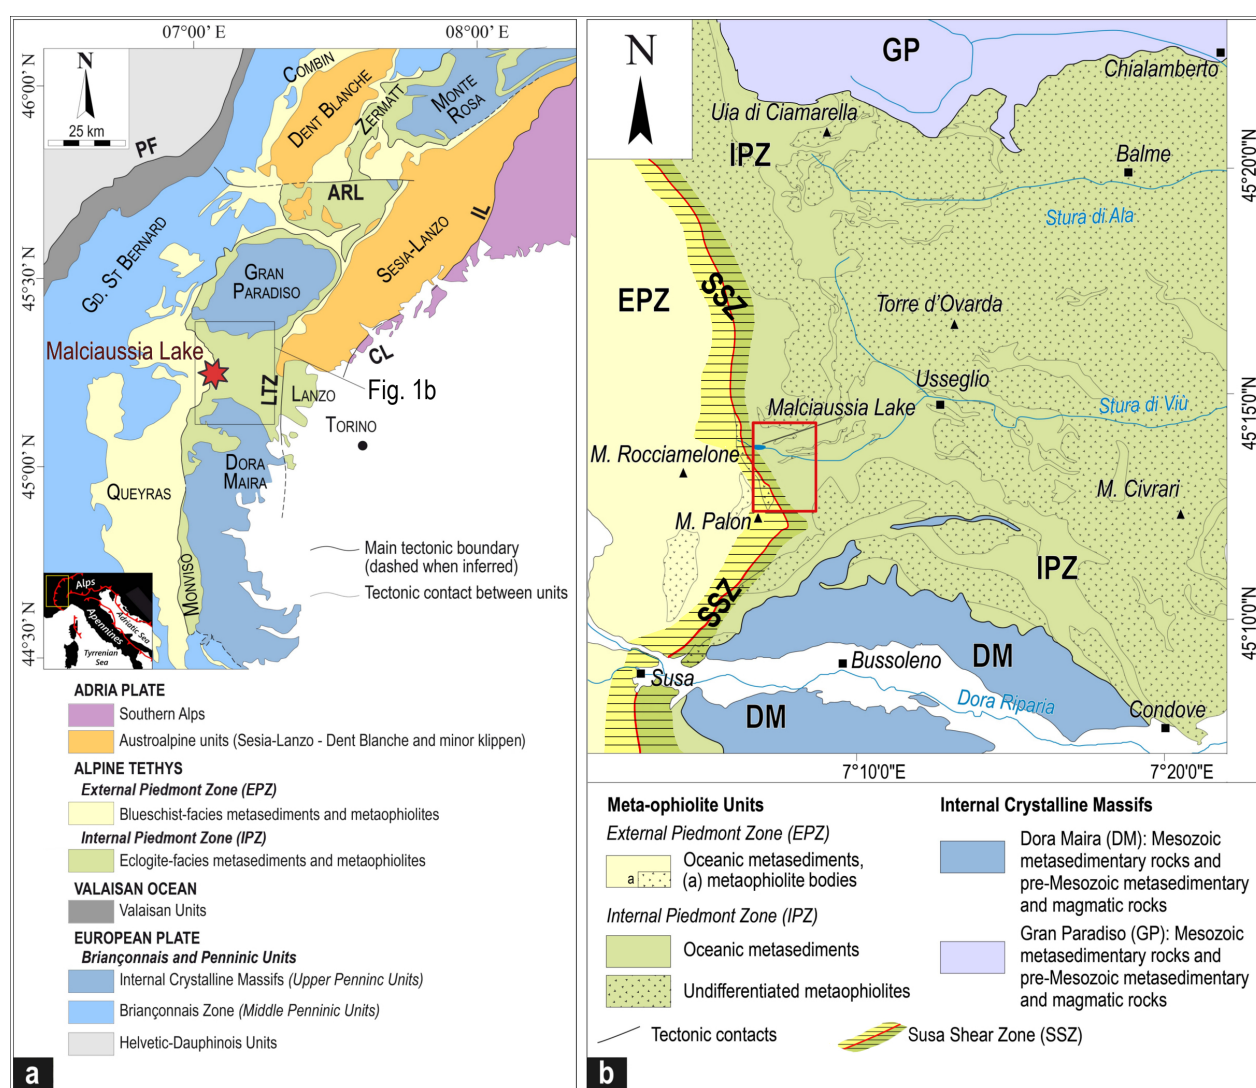 07°00' E
08°00' E
46°00' N
45°30' N
45°00' N
44°30' N
N
25 km
PF
COMBIN
DENT BLANCHE
ZERMATT
MONTE
ROSA
ARL
IL
SESIA-LANZO
GD. ST BERNARD
GRAN
PARADISO
Malciaussia Lake
CL
Fig. 1b
LTZ
LANZO
TORINO
DORA
MAIRA
QUEYRAS
MONVISO
Main tectonic boundary
(dashed when inferred)
Tectonic contact between units
Alps
Apennines
Adriatic Sea
Tyrrenian
Sea
ADRIA PLATE
Southern Alps
Austroalpine units (Sesia-Lanzo - Dent Blanche and minor klippen)
ALPINE TETHYS
External Piedmont Zone (EPZ)
Blueschist-facies metasediments and metaophiolites
Internal Piedmont Zone (IPZ)
Eclogite-facies metasediments and metaophiolites
VALAISAN OCEAN
Valaisan Units
EUROPEAN PLATE
Briançonnais and Penninic Units
Internal Crystalline Massifs (Upper Penninc Units)
Briançonnais Zone (Middle Penninic Units)
Helvetic-Dauphinois Units
a
N
GP
Chialamberto
Uia di Ciamarella
IPZ
Balme
45°20'0"N
Stura di Ala
SSZ
EPZ
Torre d'Ovarda
Usseglio
Malciaussia Lake
Stura di Viù
45°15'0"N
M. Rocciamelone
M. Civrari
M. Palon
IPZ
SSZ
45°10'0"N
DM
Bussoleno
Susa
Dora Riparia
Condove
DM
7°10'0"E
7°20'0"E
Meta-ophiolite Units
External Piedmont Zone (EPZ)
a
Oceanic metasediments,
(a) metaophiolite bodies
Internal Piedmont Zone (IPZ)
Oceanic metasediments
Undifferentiated metaophiolites
Tectonic contacts
Susa Shear Zone (SSZ)
Internal Crystalline Massifs
Dora Maira (DM): Mesozoic
metasedimentary rocks and
pre-Mesozoic metasedimentary
and magmatic rocks
Gran Paradiso (GP): Mesozoic
metasedimentary rocks and
pre-Mesozoic metasedimentary
and magmatic rocks
b